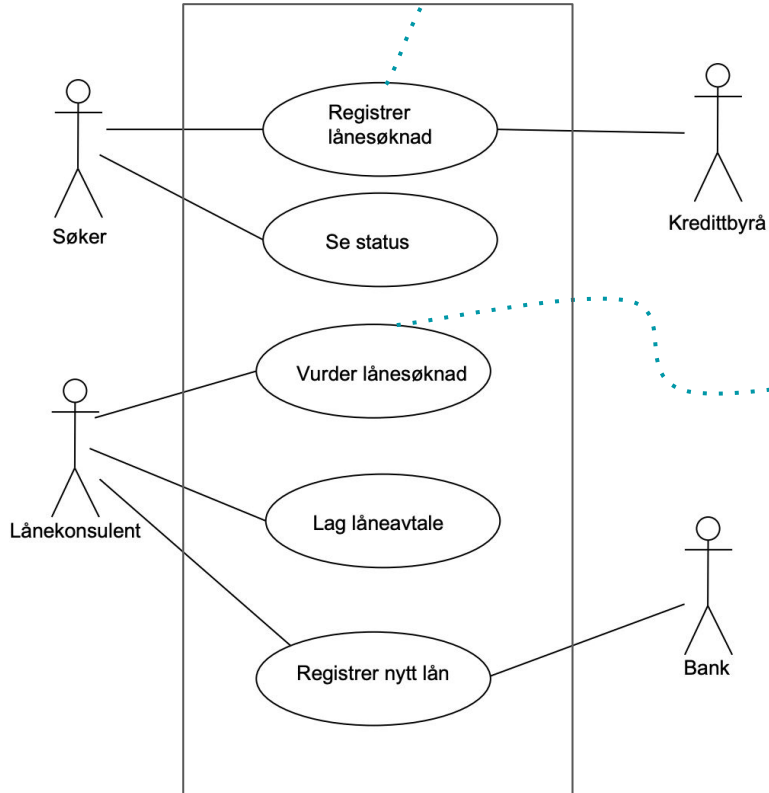 Registrer
lånesøknad
Søker
Kredittbyrå
Se status
Vurder lånesøknad
Lånekonsulent
Lag låneavtale
Registrer nytt lån
Bank